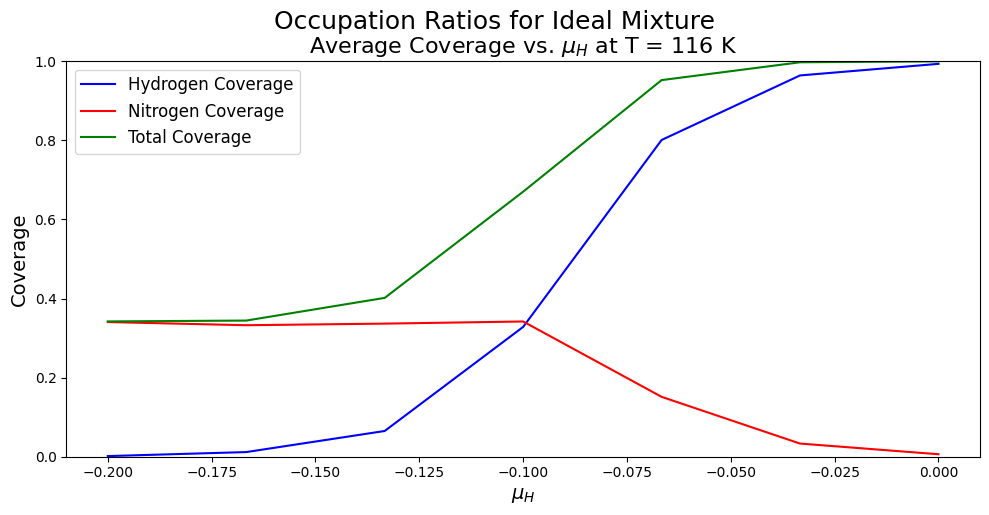 Occupation Ratios for Ideal Mixture
Average Coverage vs. μH at T = 116 K
Hydrogen Coverage
Nitrogen Coverage
Total Coverage
Coverage
1.0
0.8
0.6
0.4
0.2
0.0
−0.200 −0.175 −0.150 −0.125 −0.100 −0.075 −0.050 −0.025 0.000
μH